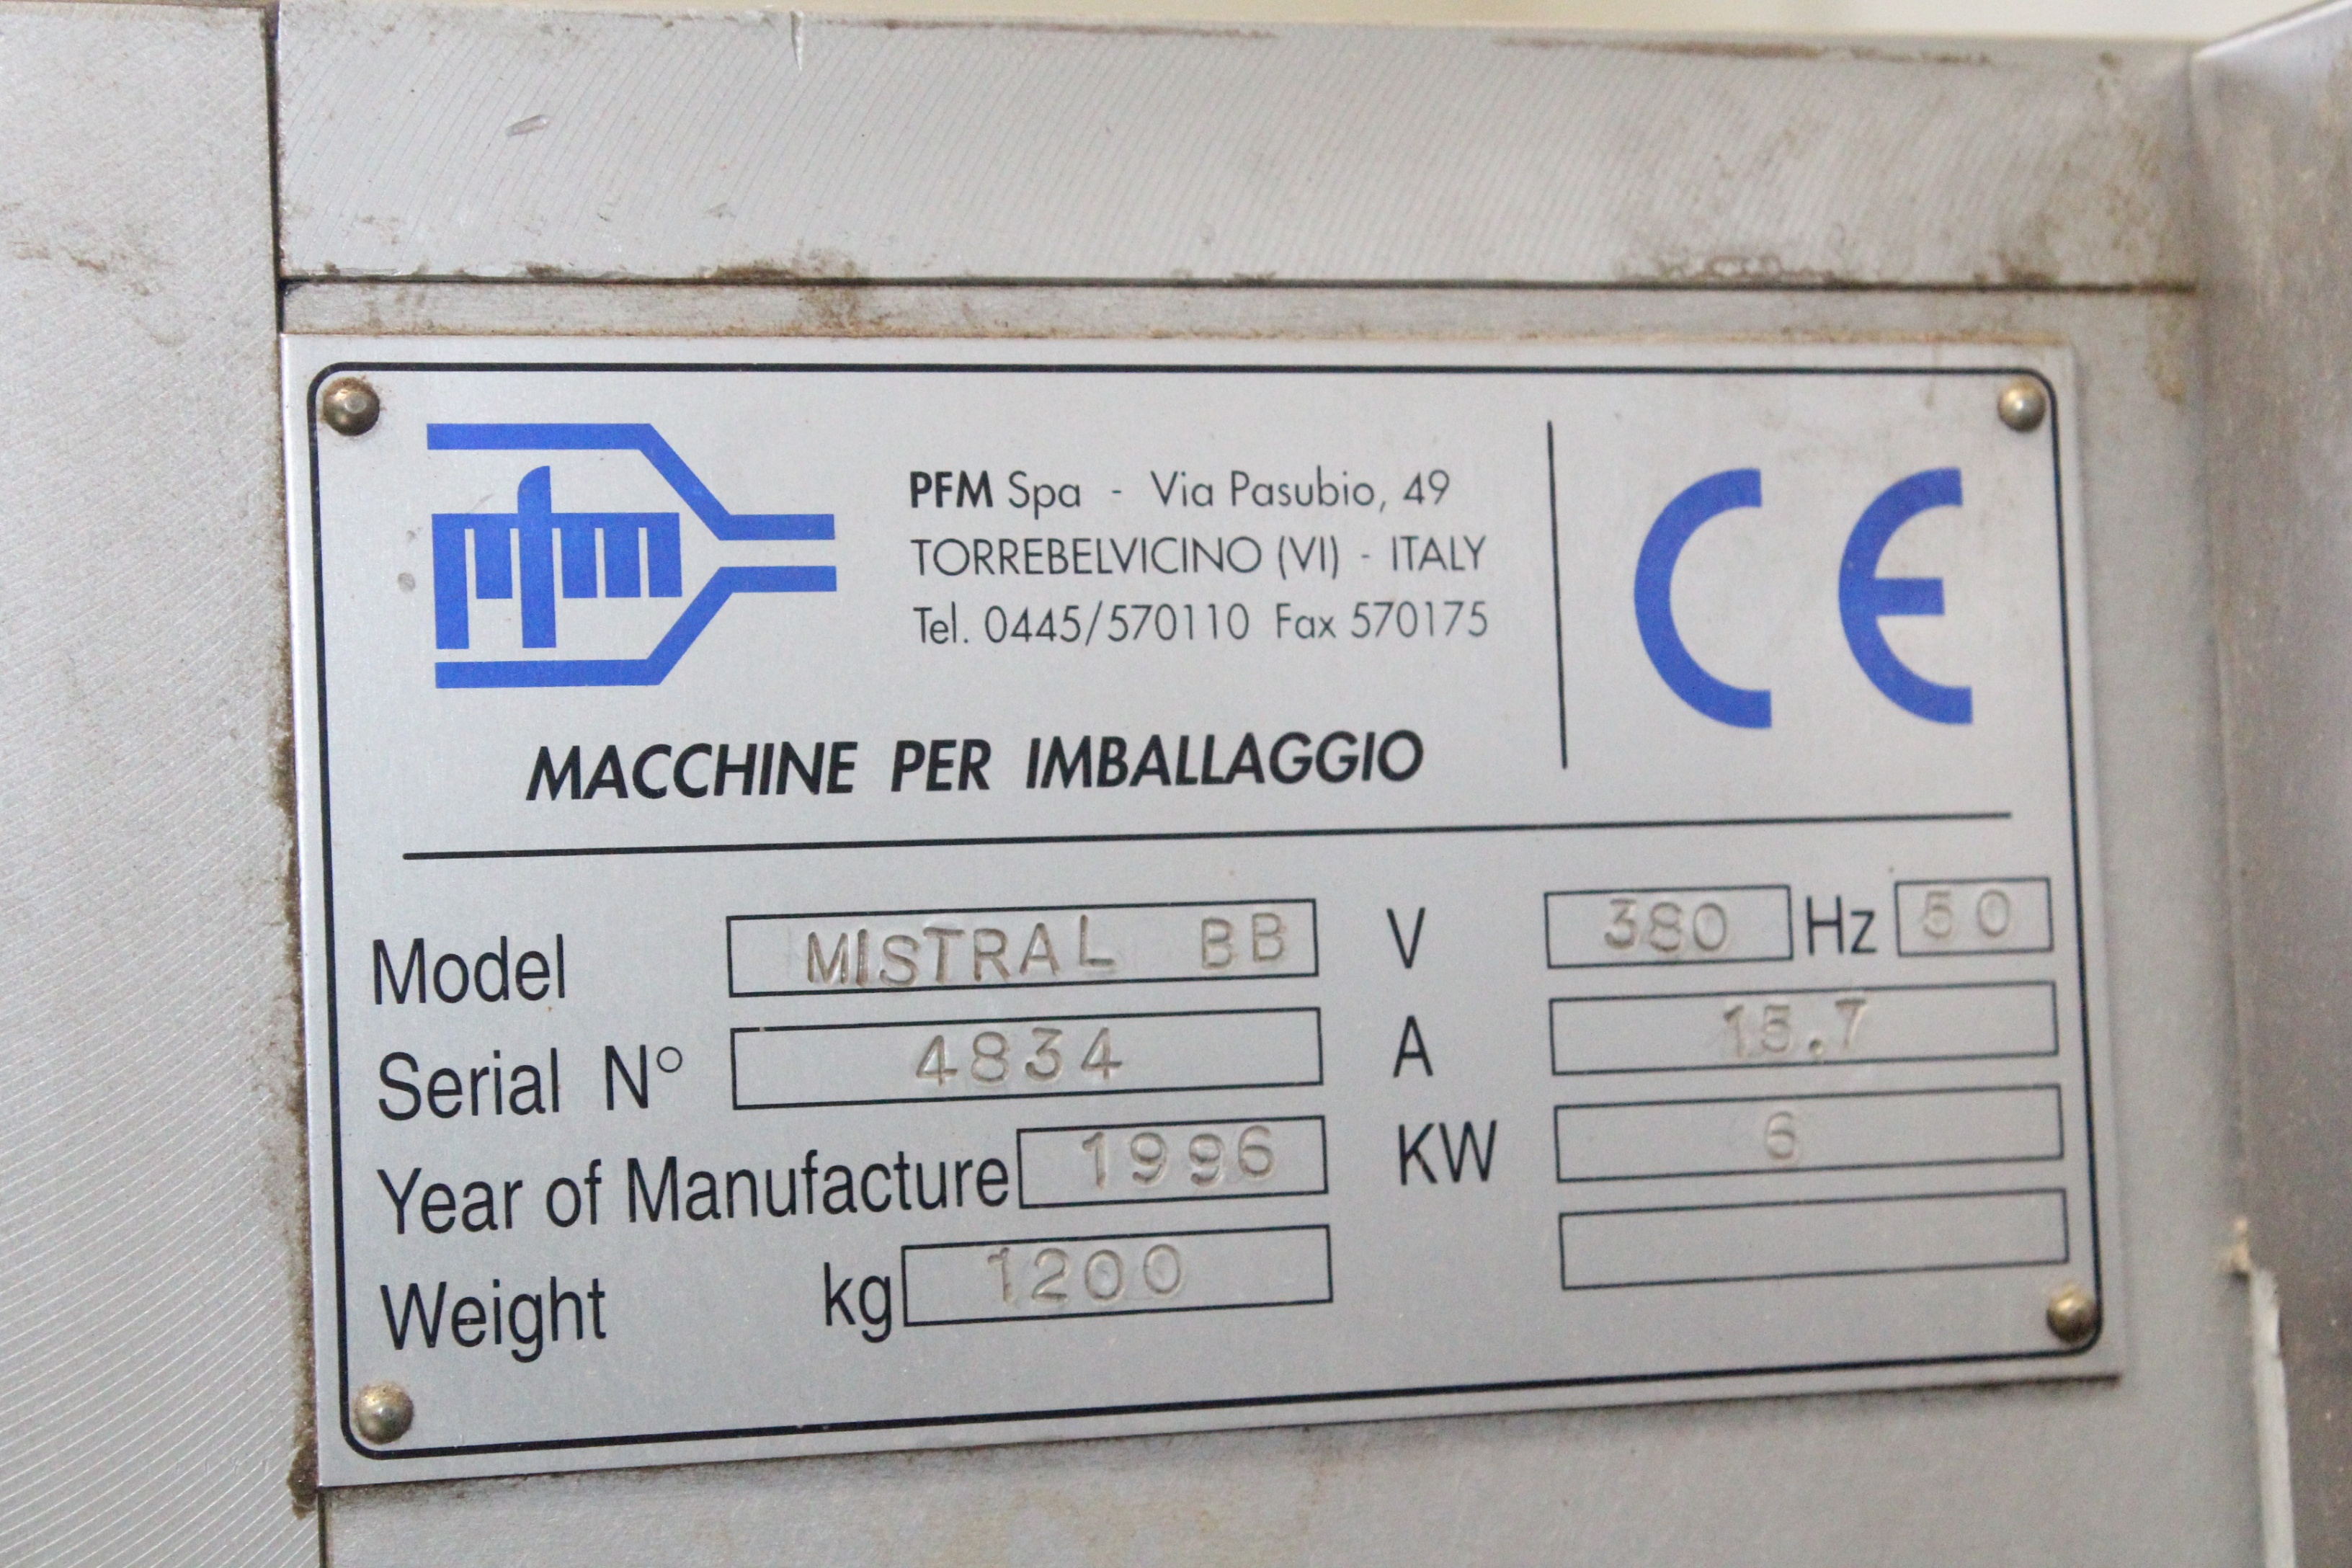 pfm
PFM Spa - Via Pasubio, 49
TORREBELVICINO (VI) - ITALY
Tel. 0445/570110 Fax 570175
CE
MACCHINE PER IMBALLAGGIO
Model MISTRAL BB
Serial N° 4834
Year of Manufacture 1996
Weight kg 1200
V 380 Hz 50
A 15.7
KW 6